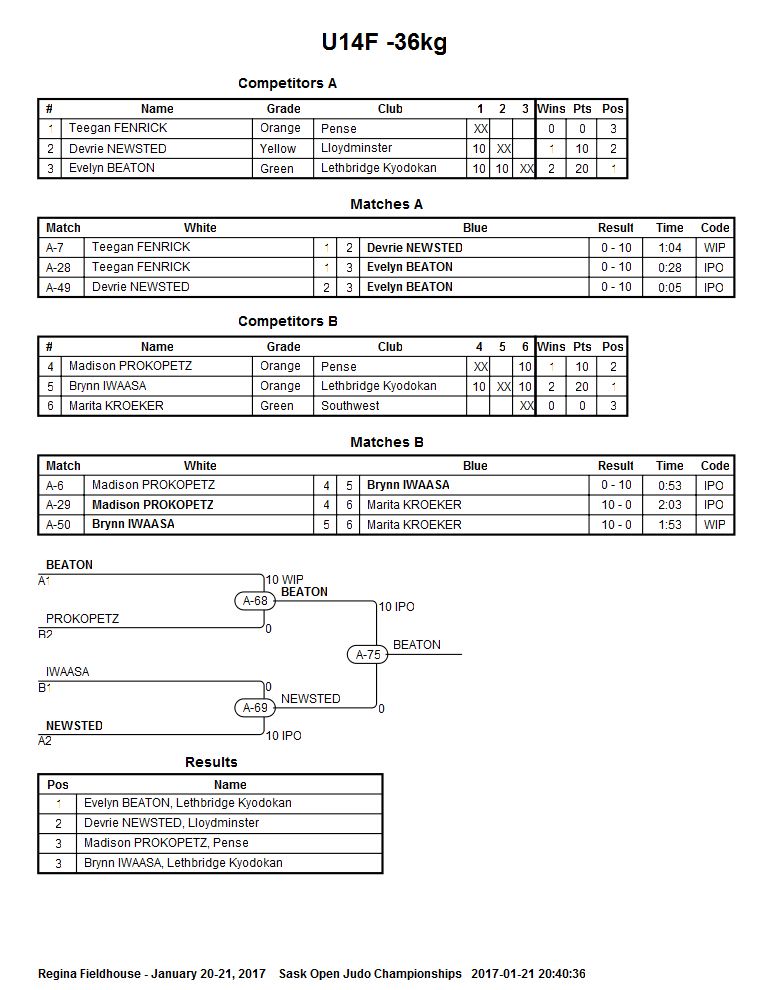 U14F -36kg
Competitors A
# Name Grade Club 1 2 3 Wins Pts Pos
1 Teegan FENRICK Orange Pense XX 0 0 3
2 Devrie NEWSTED Yellow Lloydminster 10 XX 1 10 2
3 Evelyn BEATON Green Lethbridge Kyodokan 10 10 XX 2 20 1
Matches A
Match White Blue Result Time Code
A-7 Teegan FENRICK 1 2 Devrie NEWSTED 0 - 10 1:04 WIP
A-28 Teegan FENRICK 1 3 Evelyn BEATON 0 - 10 0:28 IPO
A-49 Devrie NEWSTED 2 3 Evelyn BEATON 0 - 10 0:05 IPO
Competitors B
# Name Grade Club 4 5 6 Wins Pts Pos
4 Madison PROKOPETZ Orange Pense XX 10 1 10 2
5 Brynn IWAASA Orange Lethbridge Kyodokan 10 XX 10 2 20 1
6 Marita KROEKER Green Southwest XX 0 0 3
Matches B
Match White Blue Result Time Code
A-6 Madison PROKOPETZ 4 5 Brynn IWAASA 0 - 10 0:53 IPO
A-29 Madison PROKOPETZ 4 6 Marita KROEKER 10 - 0 2:03 IPO
A-50 Brynn IWAASA 5 6 Marita KROEKER 10 - 0 1:53 WIP
BEATON
A1 10 WIP
A-68 BEATON
10 IPO
PROKOPETZ
B2 0
A-75 BEATON
IWAASA
B1 0
A-69 NEWSTED
0
NEWSTED
A2 10 IPO
Results
Pos Name
1 Evelyn BEATON, Lethbridge Kyodokan
2 Devrie NEWSTED, Lloydminster
3 Madison PROKOPETZ, Pense
3 Brynn IWAASA, Lethbridge Kyodokan
Regina Fieldhouse - January 20-21, 2017 Sask Open Judo Championships 2017-01-21 20:40:36